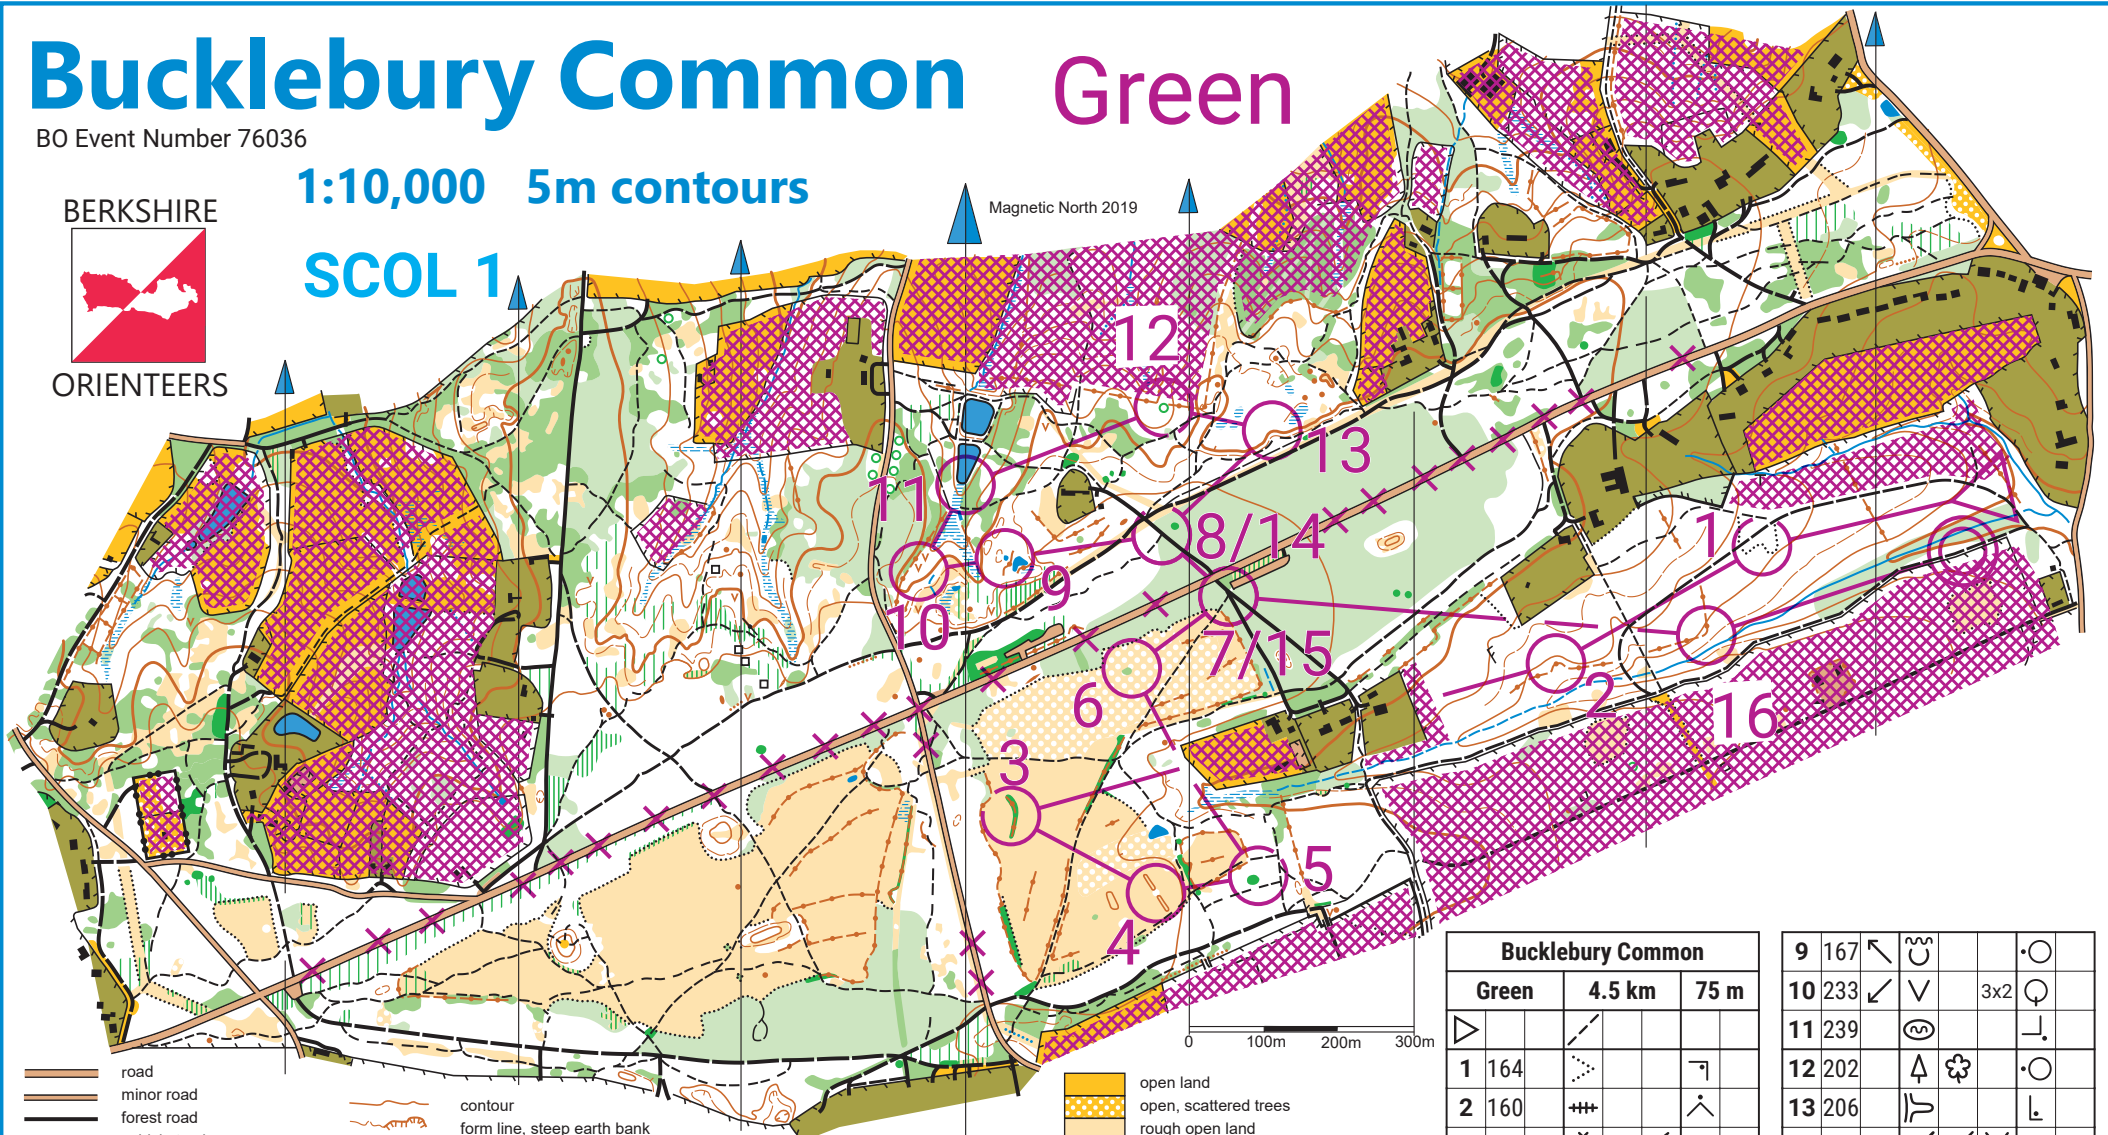 Bucklebury Common
Green
BO Event Number 76036
1:10,000 5m contours
BERKSHIRE
ORIENTEERS
SCOL 1
Magnetic North 2019
12
13
11
8/14
1
9
10
7/15
2
6
16
3
5
4
0 100m 200m 300m
road
minor road
forest road
contour
form line, steep earth bank
open land
open, scattered trees
rough open land
Bucklebury Common
Green 4.5 km 75 m
1 164
2 160
9 167
10 233 3x2
11 239
12 202
13 206